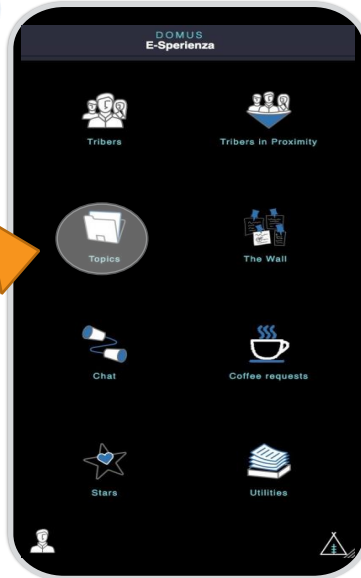 DOMUS
E-Sperienza
Tribers
Tribers in Proximity
Topics
The Wall
Chat
Coffee requests
Stars
Utilities